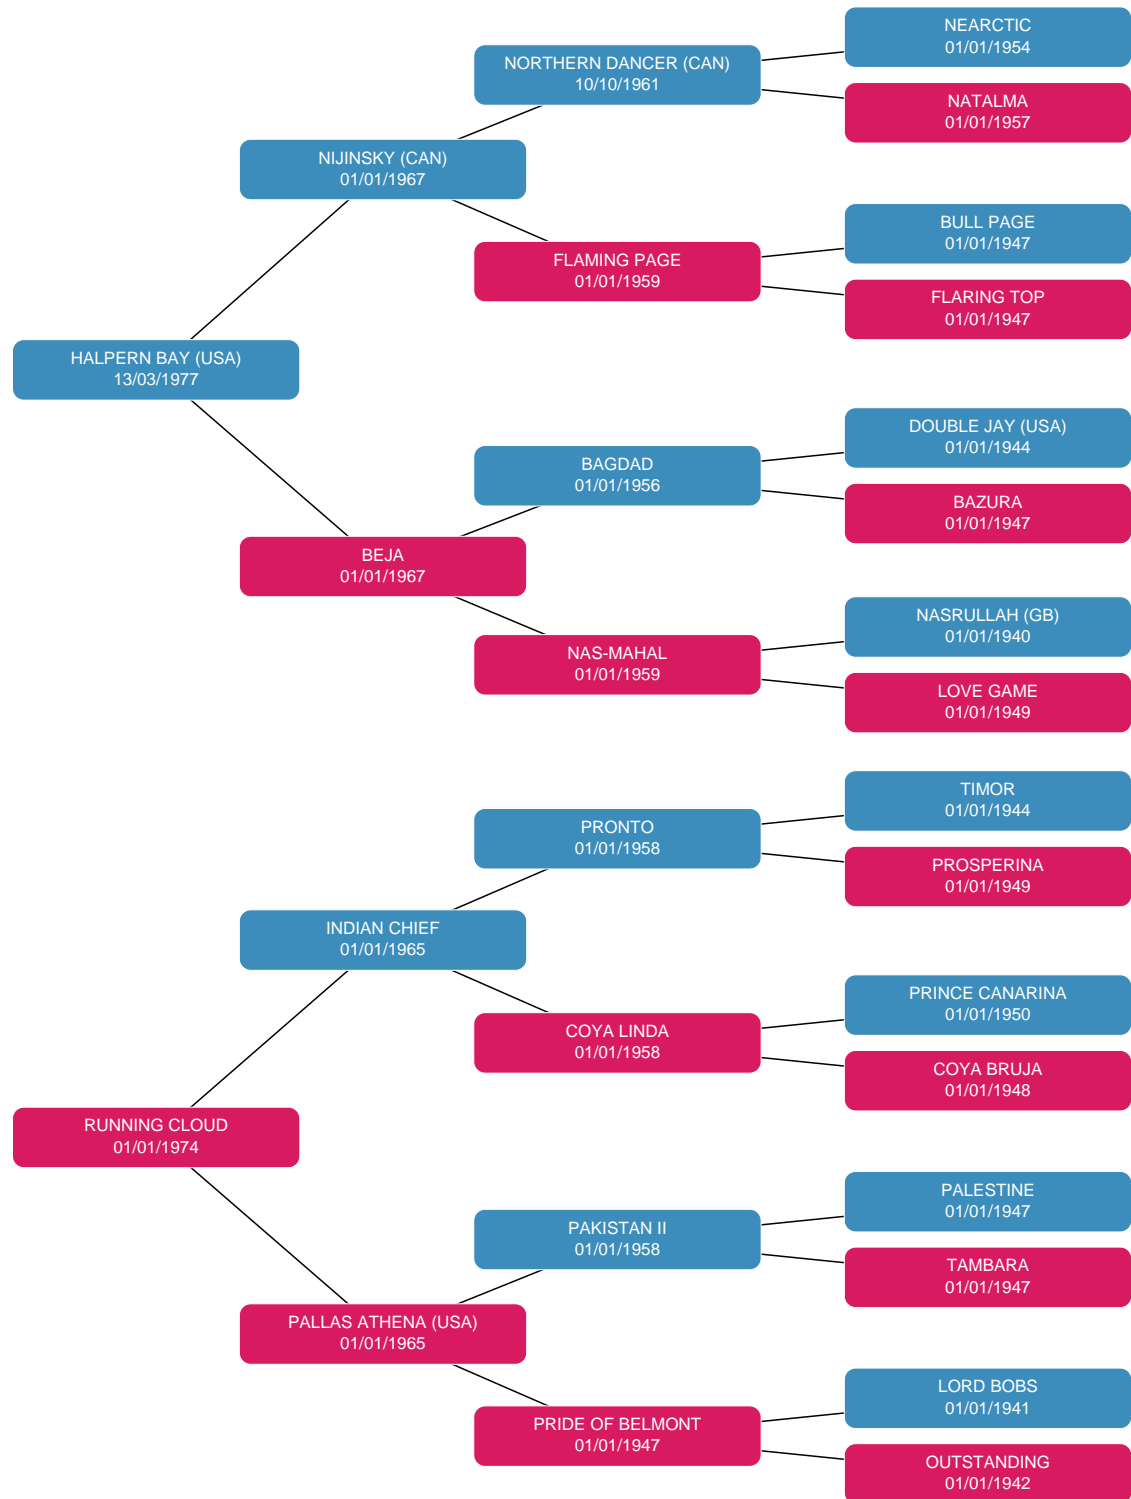 NEARCTIC
01/01/1954
NORTHERN DANCER (CAN)
10/10/1961
NATALMA
01/01/1957
NIJINSKY (CAN)
01/01/1967
BULL PAGE
01/01/1947
FLAMING PAGE
01/01/1959
FLARING TOP
01/01/1947
HALPERN BAY (USA)
13/03/1977
DOUBLE JAY (USA)
01/01/1944
BAGDAD
01/01/1956
BAZURA
01/01/1947
BEJA
01/01/1967
NASRULLAH (GB)
01/01/1940
NAS-MAHAL
01/01/1959
LOVE GAME
01/01/1949
TIMOR
01/01/1944
PRONTO
01/01/1958
PROSPERINA
01/01/1949
INDIAN CHIEF
01/01/1965
PRINCE CANARINA
01/01/1950
COYA LINDA
01/01/1958
COYA BRUJA
01/01/1948
RUNNING CLOUD
01/01/1974
PALESTINE
01/01/1947
PAKISTAN II
01/01/1958
TAMBARA
01/01/1947
PALLAS ATHENA (USA)
01/01/1965
LORD BOBS
01/01/1941
PRIDE OF BELMONT
01/01/1947
OUTSTANDING
01/01/1942